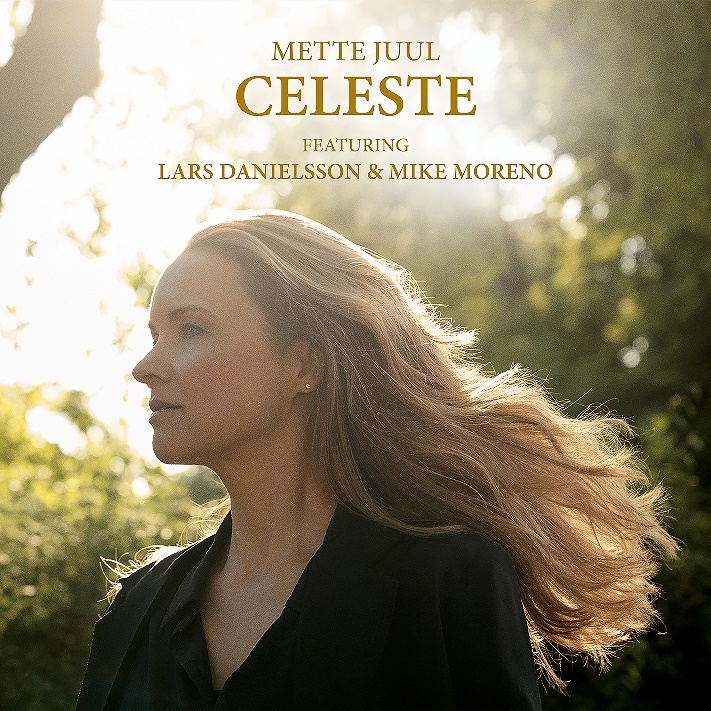 METTE JUUL
CELESTE
FEATURING
LARS DANIELSSON & MIKE MORENO